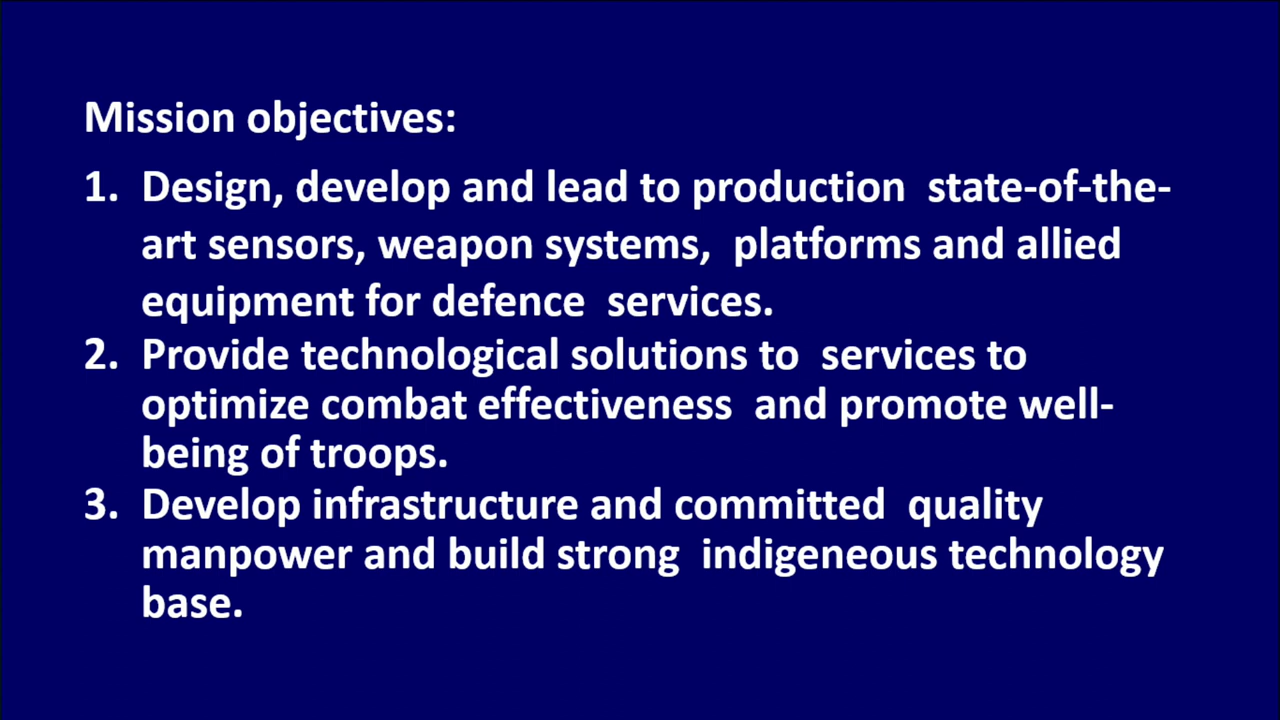 Mission objectives:
1. Design, develop and lead to production state-of-the-
art sensors, weapon systems, platforms and allied
equipment for defence services.
2. Provide technological solutions to services to
optimize combat effectiveness and promote well-
being of troops.
3. Develop infrastructure and committed quality
manpower and build strong indigeneous technology
base.